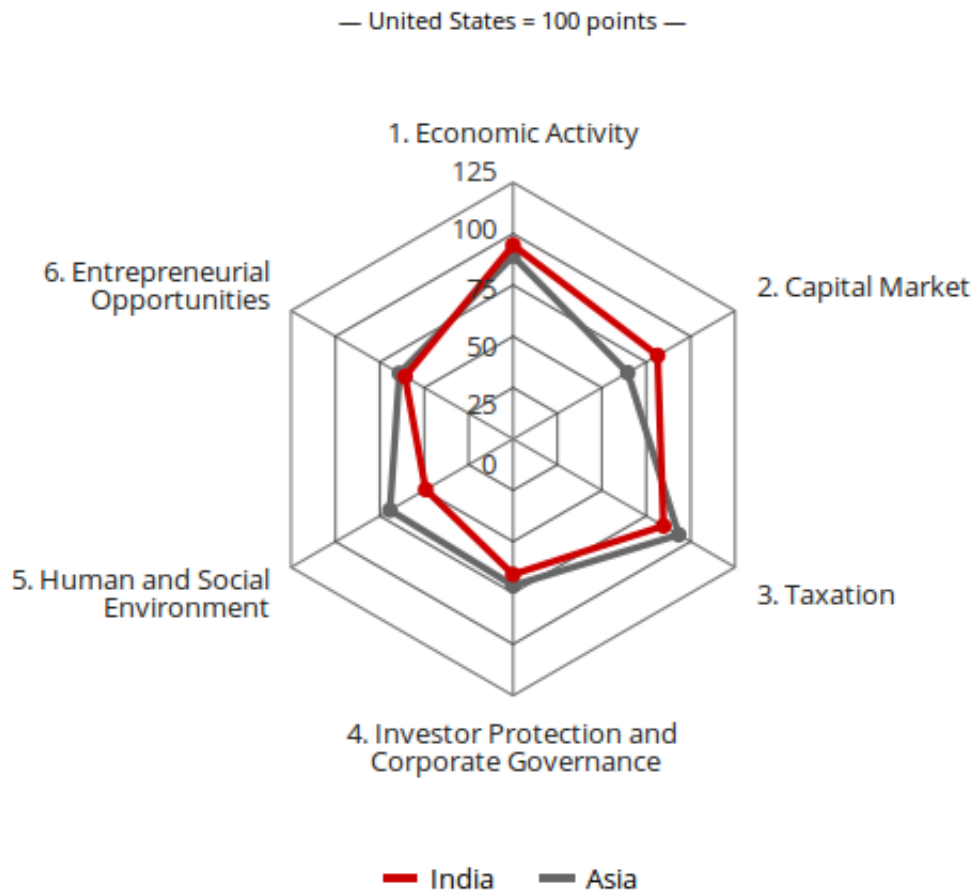 — United States = 100 points —
1. Economic Activity
125
100
75
50
25
0
2. Capital Market
3. Taxation
4. Investor Protection and
Corporate Governance
5. Human and Social
Environment
6. Entrepreneurial
Opportunities
India
Asia